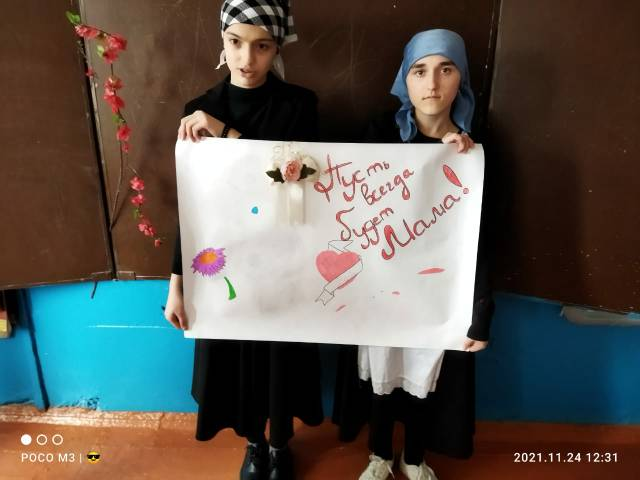 Пусть
всегда
будет
Мама!
POCO M3 | 😎
2021.11.24 12:31